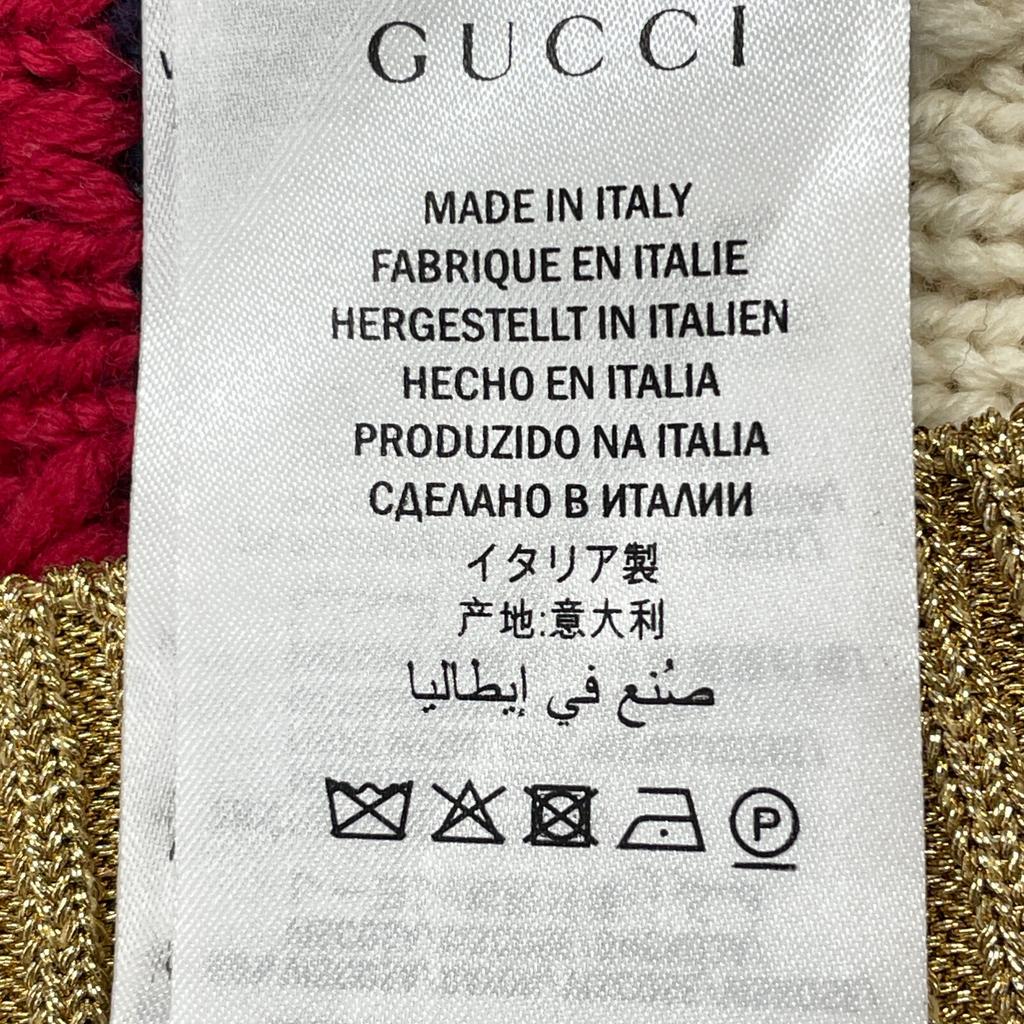 GUCCI
MADE IN ITALY
FABRIQUE EN ITALIE
HERGESTELLT IN ITALIEN
HECHO EN ITALIA
PRODUZIDO NA ITALIA
СДЕЛАНО В ИТАЛИИ
イタリア製
产地:意大利
صُنع في إيطاليا
P